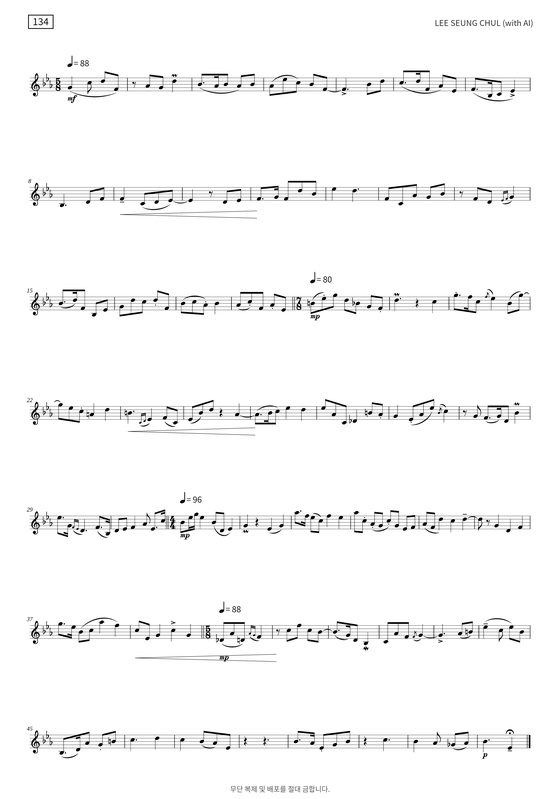 134
LEE SEUNG CHUL (with AI)
= 88
mf
8
15
= 80
mp
22
29
= 96
mp
37
= 88
mp
45
p
무단 복제 및 배포를 절대 금합니다.